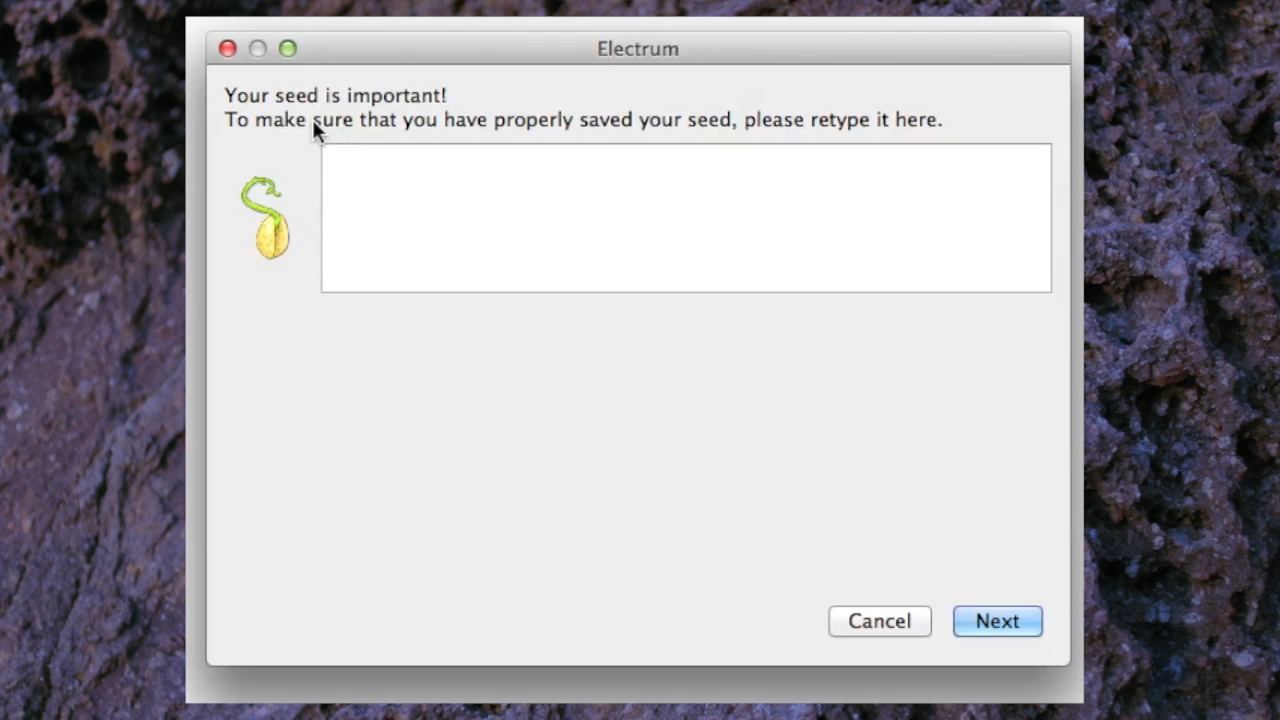 Electrum
Your seed is important!
To make sure that you have properly saved your seed, please retype it here.
Cancel
Next